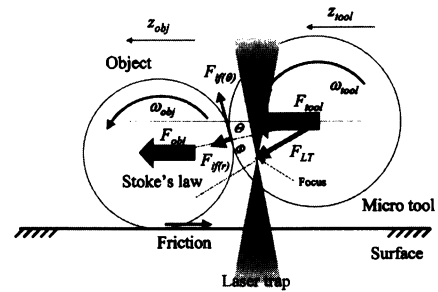 z_obj
z_tool
Object
F_if(θ)
ω_obj
F_tool
ω_tool
F_obj
Θ
Φ
F_if(r)
F_LT
Stoke's law
Focus
Micro tool
Friction
Surface
Laser trap